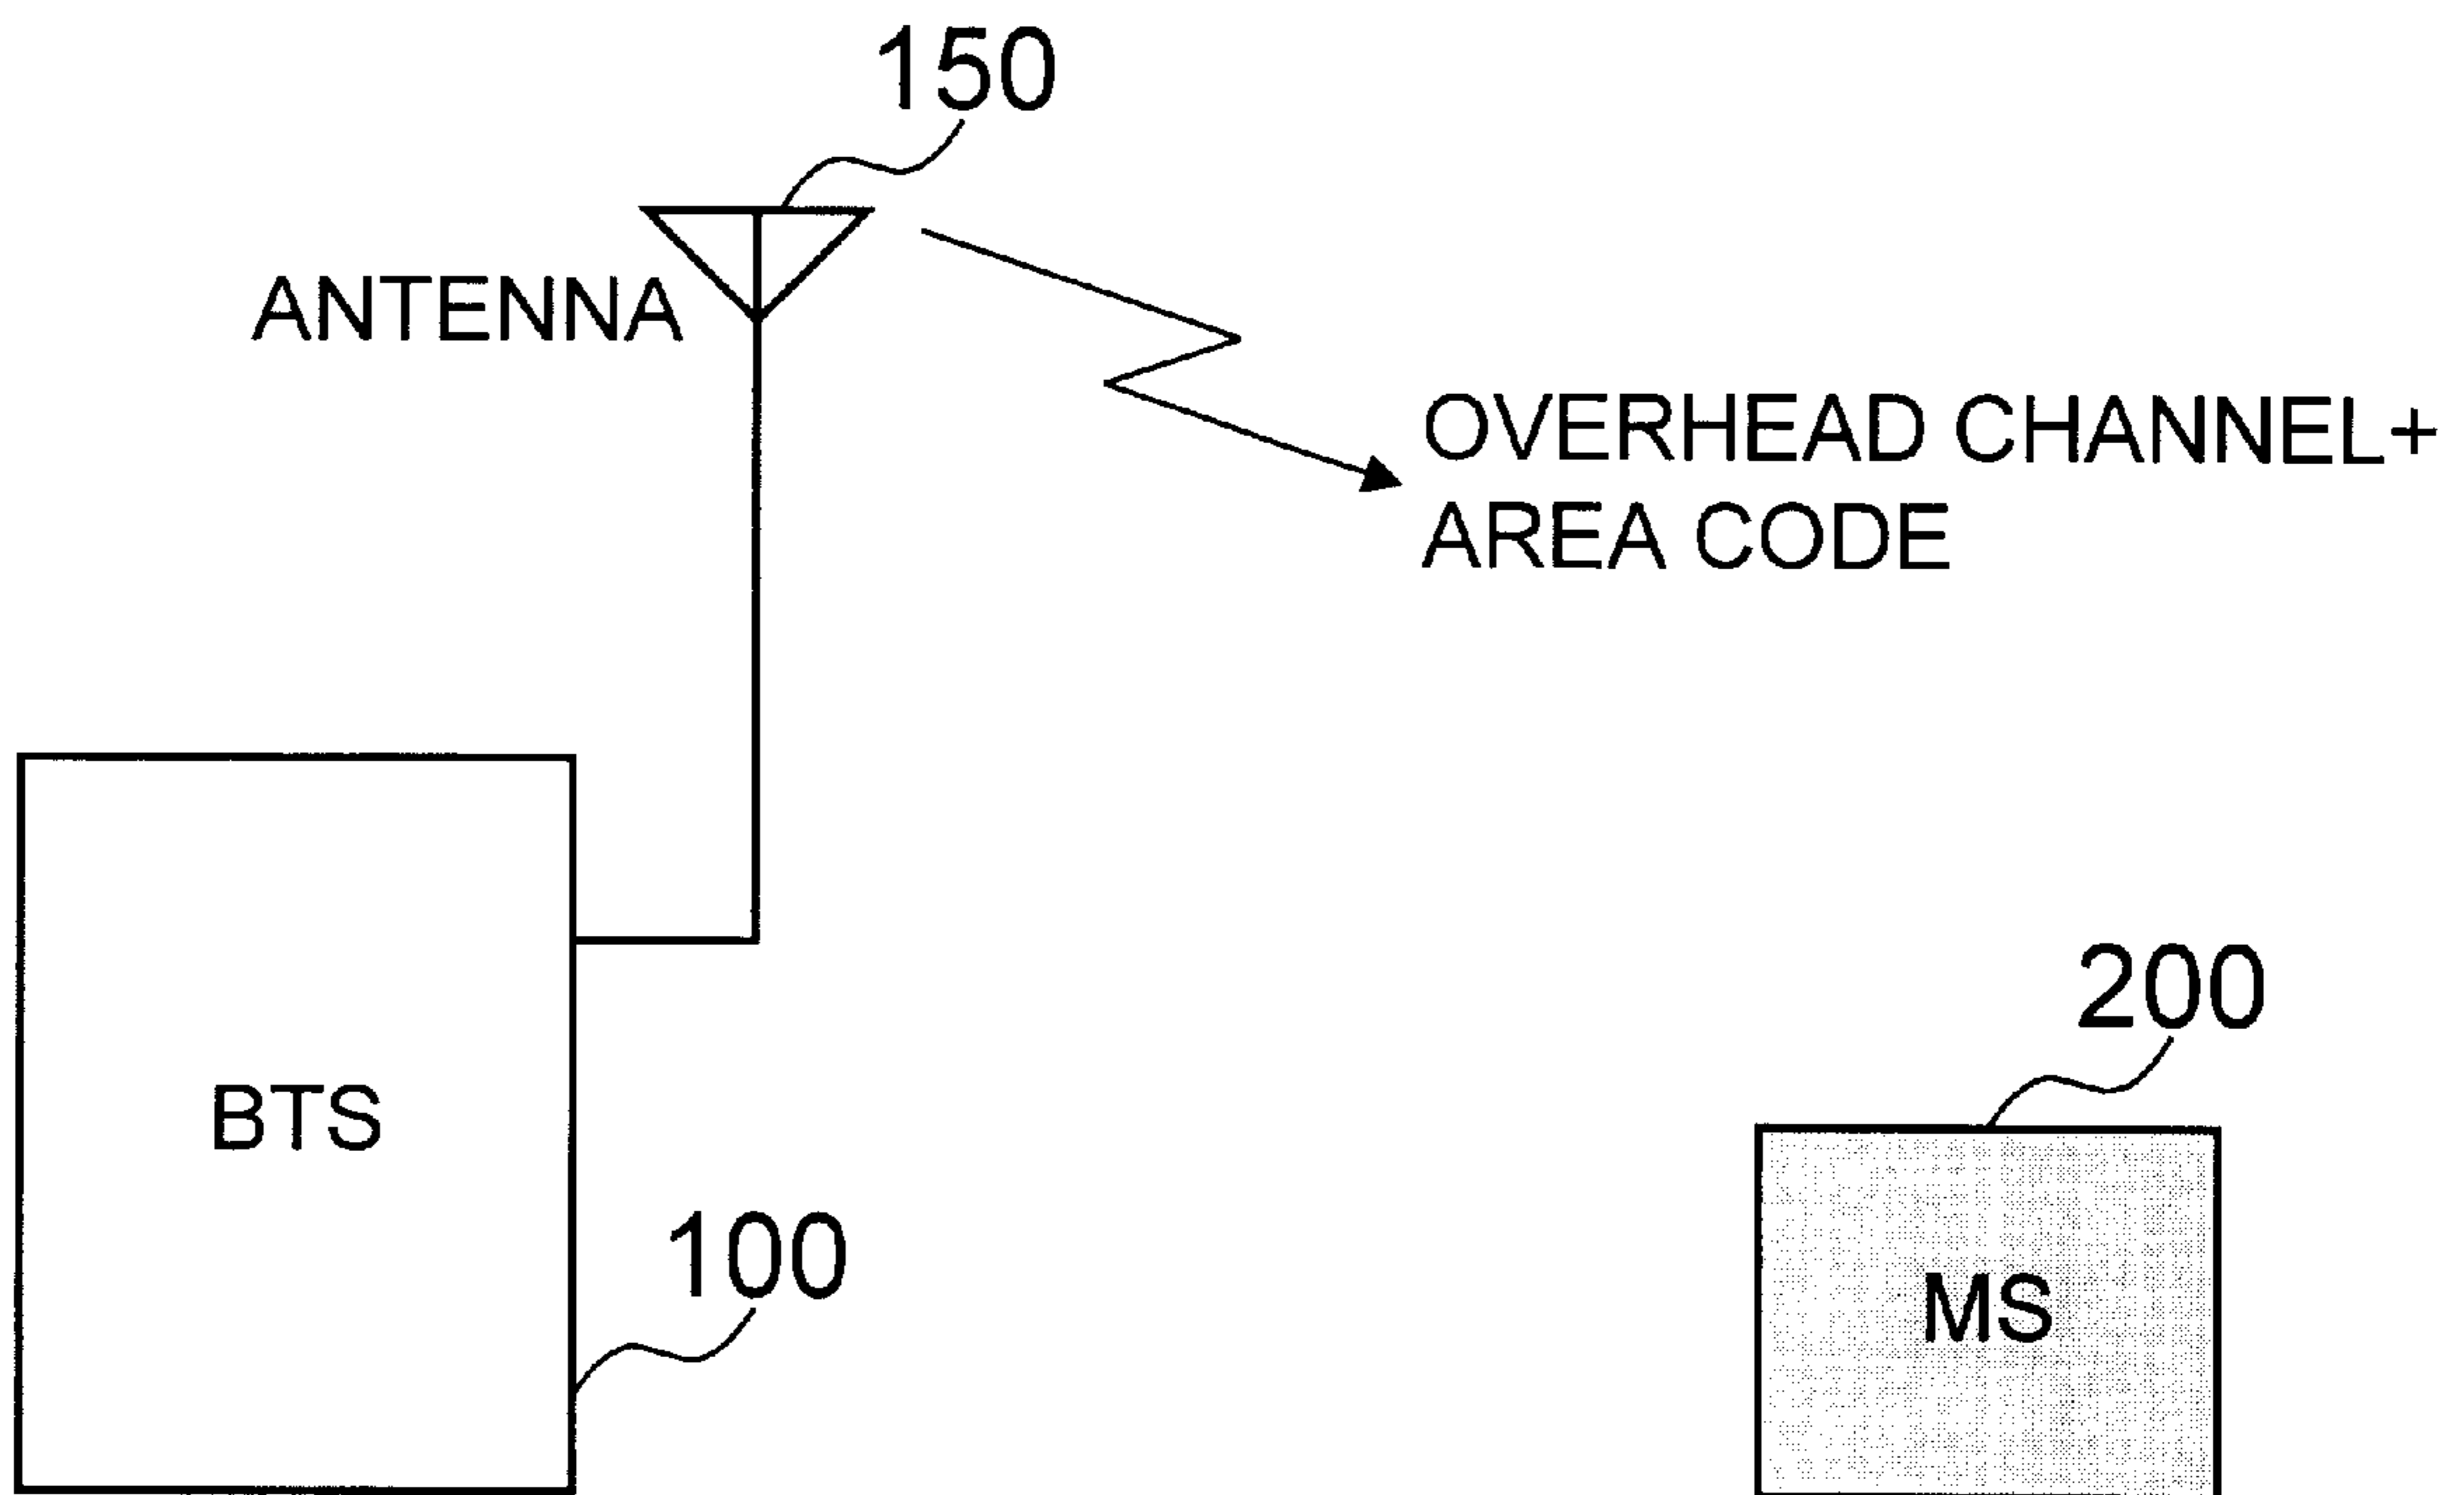 150
ANTENNA
OVERHEAD CHANNEL+
AREA CODE
BTS
200
100
MS